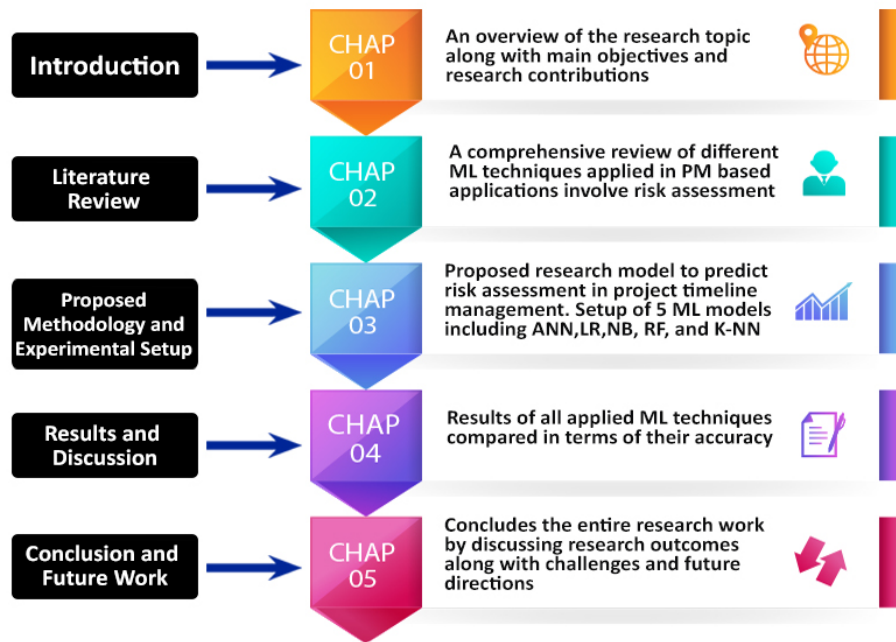 Introduction
CHAP
01
An overview of the research topic
along with main objectives and
research contributions
Literature
Review
CHAP
02
A comprehensive review of different
ML techniques applied in PM based
applications involve risk assessment
Proposed
Methodology and
Experimental Setup
CHAP
03
Proposed research model to predict
risk assessment in project timeline
management. Setup of 5 ML models
including ANN,LR,NB, RF, and K-NN
Results and
Discussion
CHAP
04
Results of all applied ML techniques
compared in terms of their accuracy
Conclusion and
Future Work
CHAP
05
Concludes the entire research work
by discussing research outcomes
along with challenges and future
directions